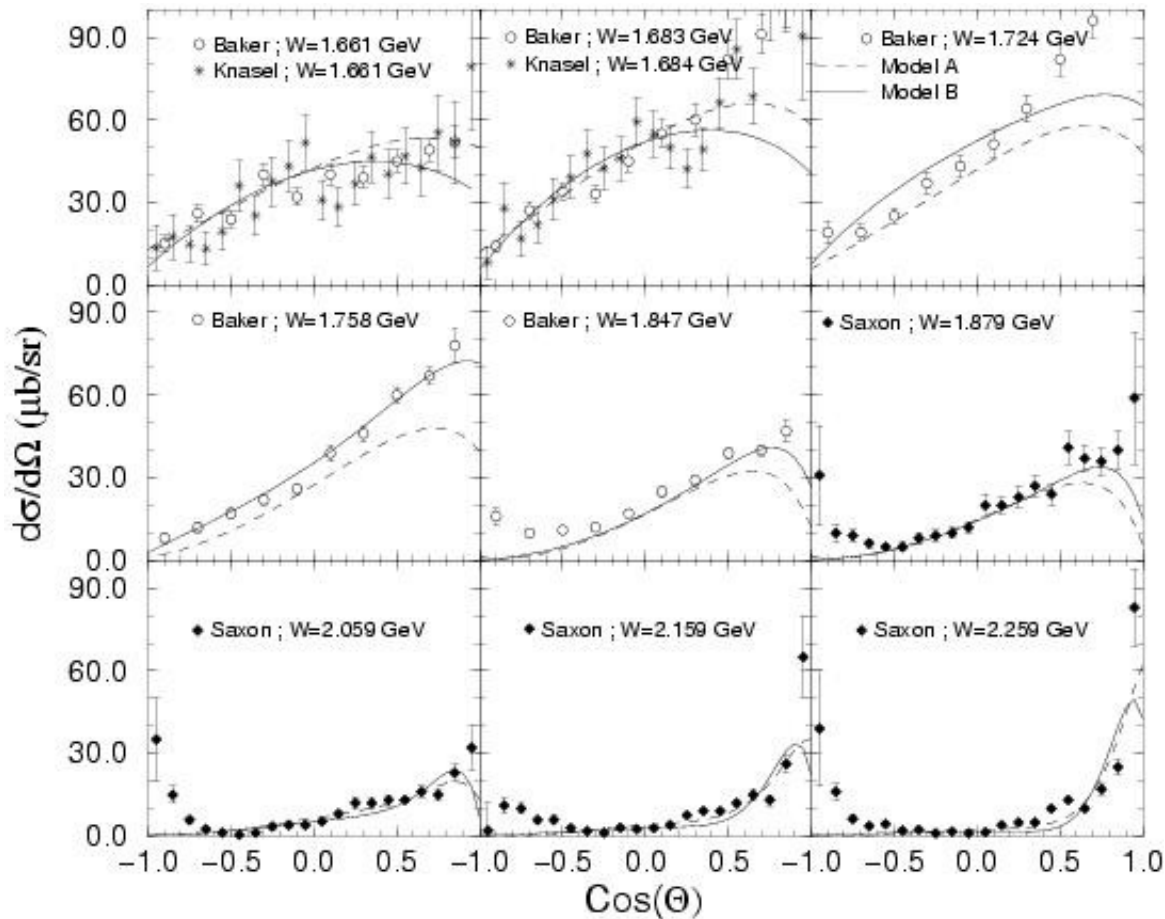 90.0
Baker ; W=1.661 GeV
Knasel ; W=1.661 GeV
Baker ; W=1.683 GeV
Knasel ; W=1.684 GeV
Baker ; W=1.724 GeV
Model A
Model B
60.0
30.0
0.0
90.0
Baker ; W=1.758 GeV
Baker ; W=1.847 GeV
Saxon ; W=1.879 GeV
60.0
30.0
0.0
dσ/dΩ (μb/sr)
90.0
Saxon ; W=2.059 GeV
Saxon ; W=2.159 GeV
Saxon ; W=2.259 GeV
60.0
30.0
0.0
−1.0 −0.5 0.0 0.5 −1.0 −0.5 0.0 0.5 −1.0 −0.5 0.0 0.5 1.0
Cos(Θ)